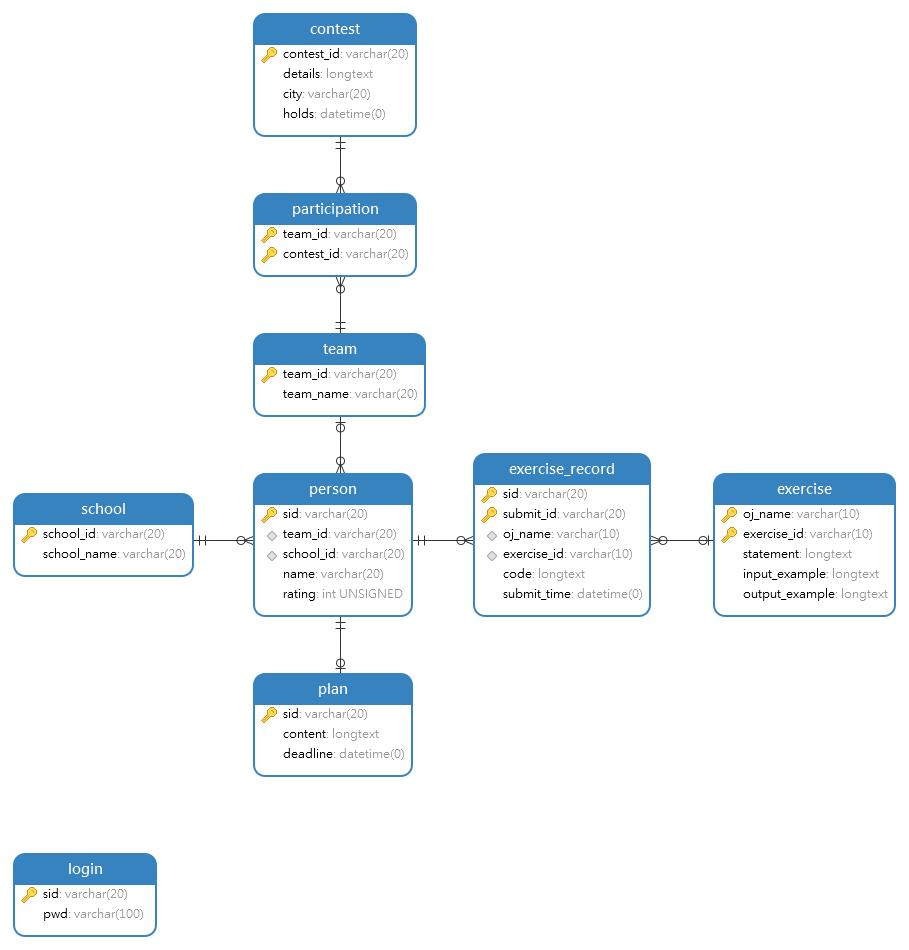 contest
contest_id: varchar(20)
details: longtext
city: varchar(20)
holds: datetime(0)
participation
team_id: varchar(20)
contest_id: varchar(20)
team
team_id: varchar(20)
team_name: varchar(20)
school
school_id: varchar(20)
school_name: varchar(20)
person
sid: varchar(20)
team_id: varchar(20)
school_id: varchar(20)
name: varchar(20)
rating: int UNSIGNED
exercise_record
sid: varchar(20)
submit_id: varchar(20)
oj_name: varchar(10)
exercise_id: varchar(10)
code: longtext
submit_time: datetime(0)
exercise
oj_name: varchar(10)
exercise_id: varchar(10)
statement: longtext
input_example: longtext
output_example: longtext
plan
sid: varchar(20)
content: longtext
deadline: datetime(0)
login
sid: varchar(20)
pwd: varchar(100)